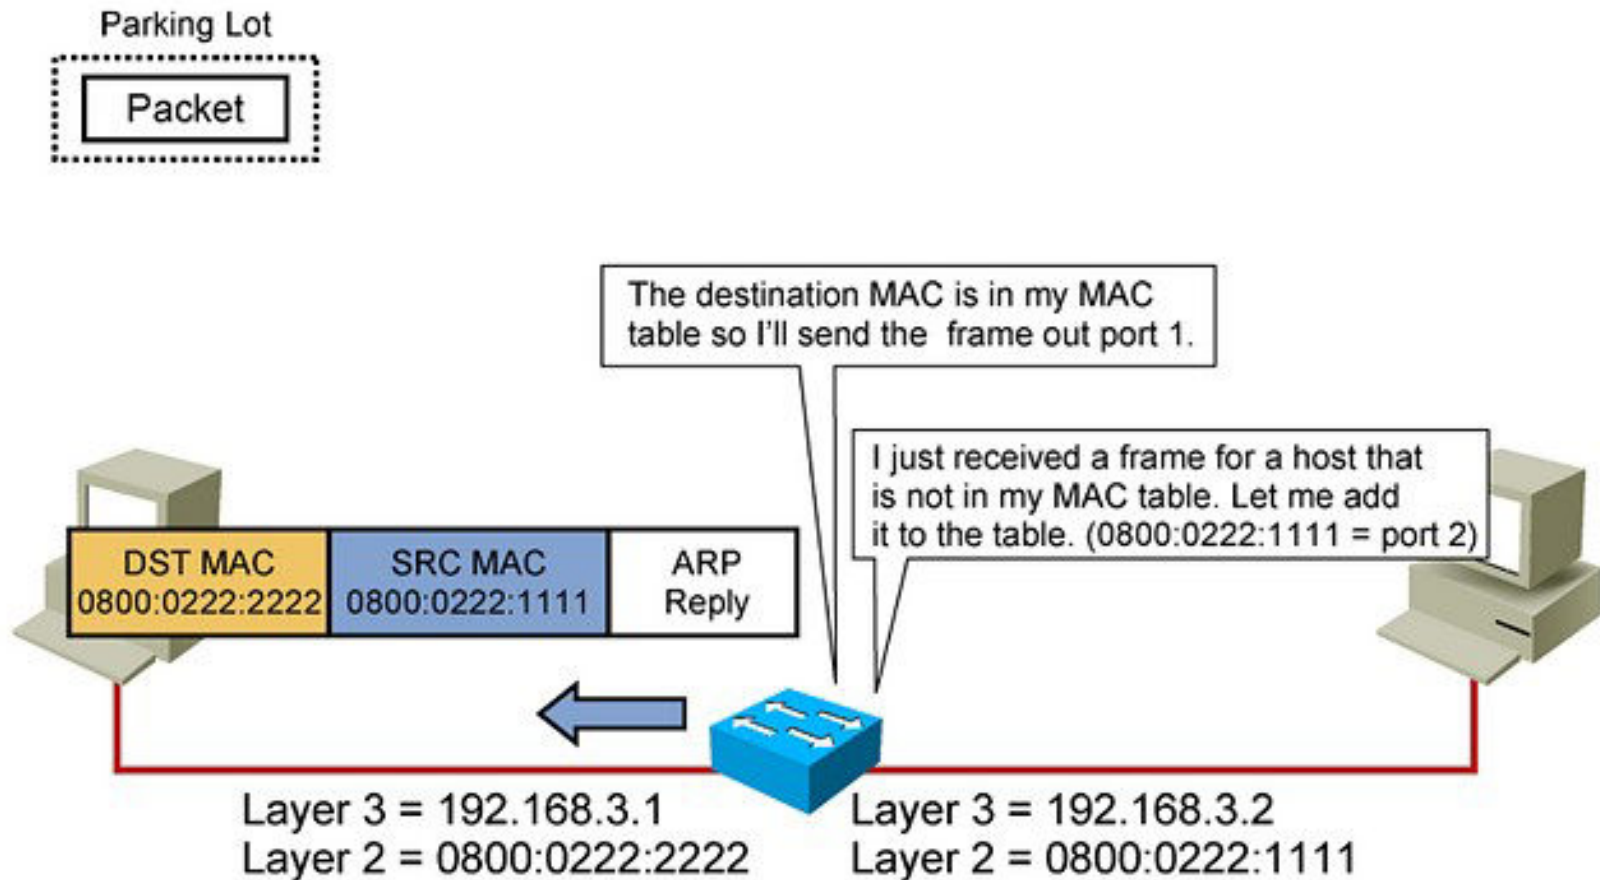 Parking Lot
Packet
The destination MAC is in my MAC
table so I'll send the frame out port 1.
I just received a frame for a host that
is not in my MAC table. Let me add
it to the table. (0800:0222:1111 = port 2)
DST MAC
0800:0222:2222
SRC MAC
0800:0222:1111
ARP
Reply
Layer 3 = 192.168.3.1
Layer 2 = 0800:0222:2222
Layer 3 = 192.168.3.2
Layer 2 = 0800:0222:1111